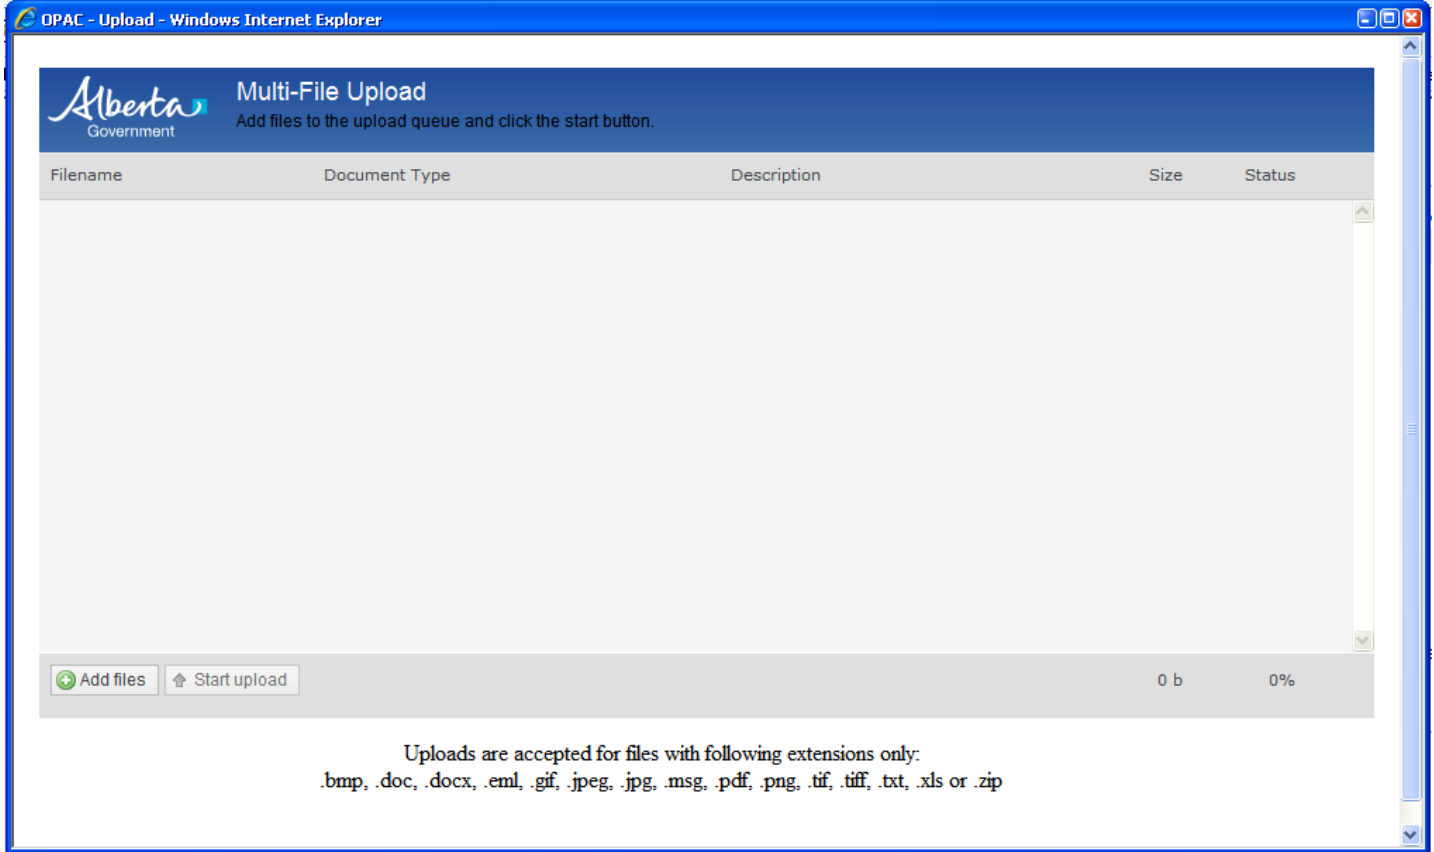 OPAC - Upload - Windows Internet Explorer
Alberta
Government
Multi-File Upload
Add files to the upload queue and click the start button.
Filename Document Type Description Size Status
Add files Start upload 0 b 0%
Uploads are accepted for files with following extensions only:
.bmp, .doc, .docx, .eml, .gif, .jpeg, .jpg, .msg, .pdf, .png, .tif, .tiff, .txt, .xls or .zip